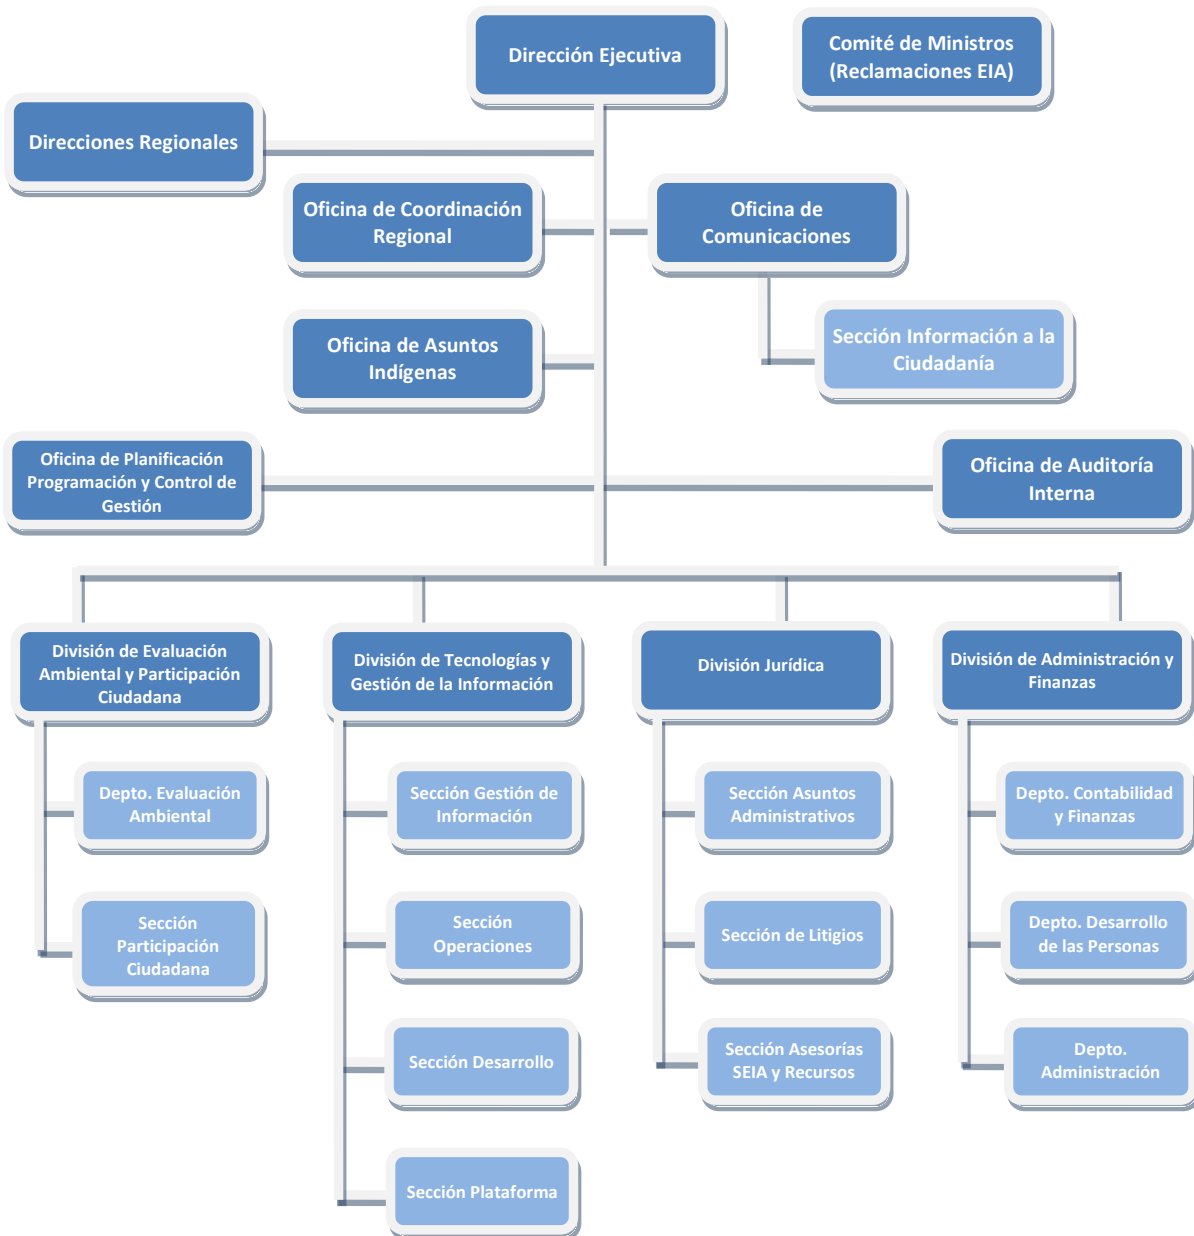 Dirección Ejecutiva
Comité de Ministros
(Reclamaciones EIA)
Direcciones Regionales
Oficina de Coordinación
Regional
Oficina de
Comunicaciones
Sección Información a la
Ciudadanía
Oficina de Asuntos
Indígenas
Oficina de Planificación
Programación y Control de
Gestión
Oficina de Auditoría
Interna
División de Evaluación
Ambiental y Participación
Ciudadana
División de Tecnologías y
Gestión de la Información
División Jurídica
División de Administración y
Finanzas
Depto. Evaluación
Ambiental
Sección Gestión de
Información
Sección Asuntos
Administrativos
Depto. Contabilidad
y Finanzas
Sección
Participación
Ciudadana
Sección
Operaciones
Sección de Litigios
Depto. Desarrollo
de las Personas
Sección Desarrollo
Sección Asesorías
SEIA y Recursos
Depto.
Administración
Sección Plataforma